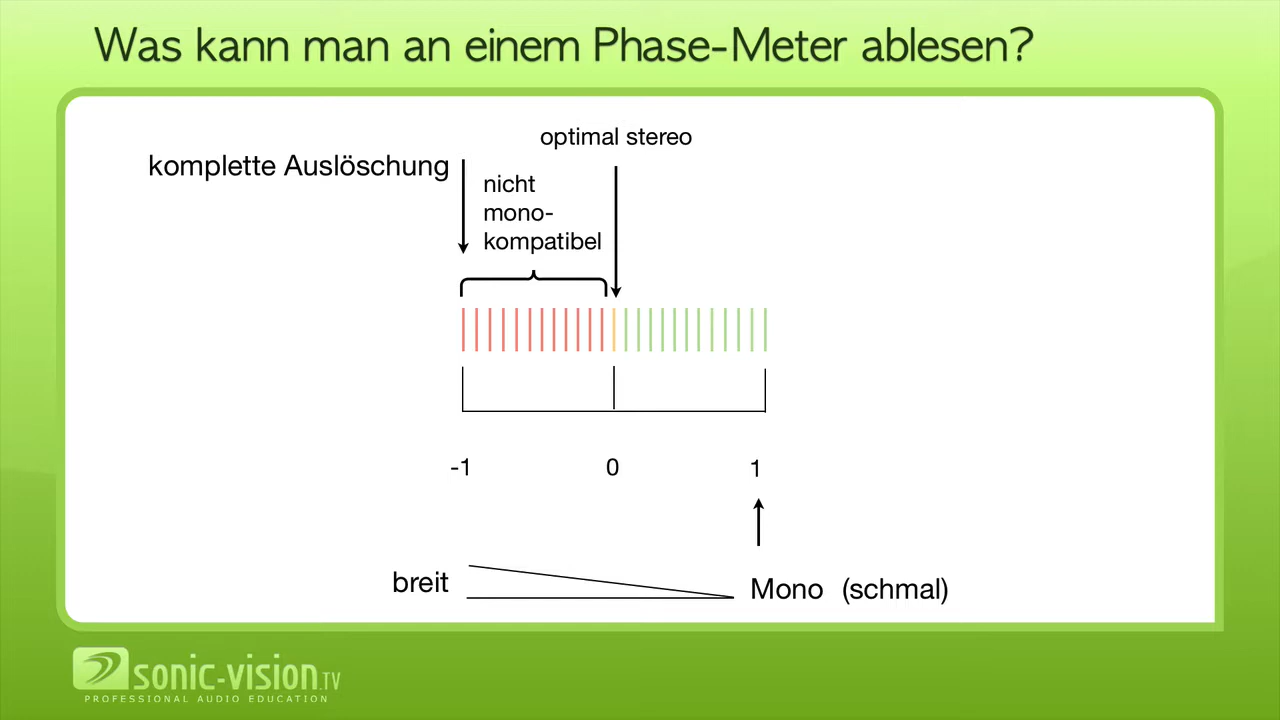 Was kann man an einem Phase-Meter ablesen?
optimal stereo
komplette Auslöschung
nicht
mono-
kompatibel
-1
0
1
breit
Mono (schmal)
sonic-vision.TV
PROFESSIONAL AUDIO EDUCATION